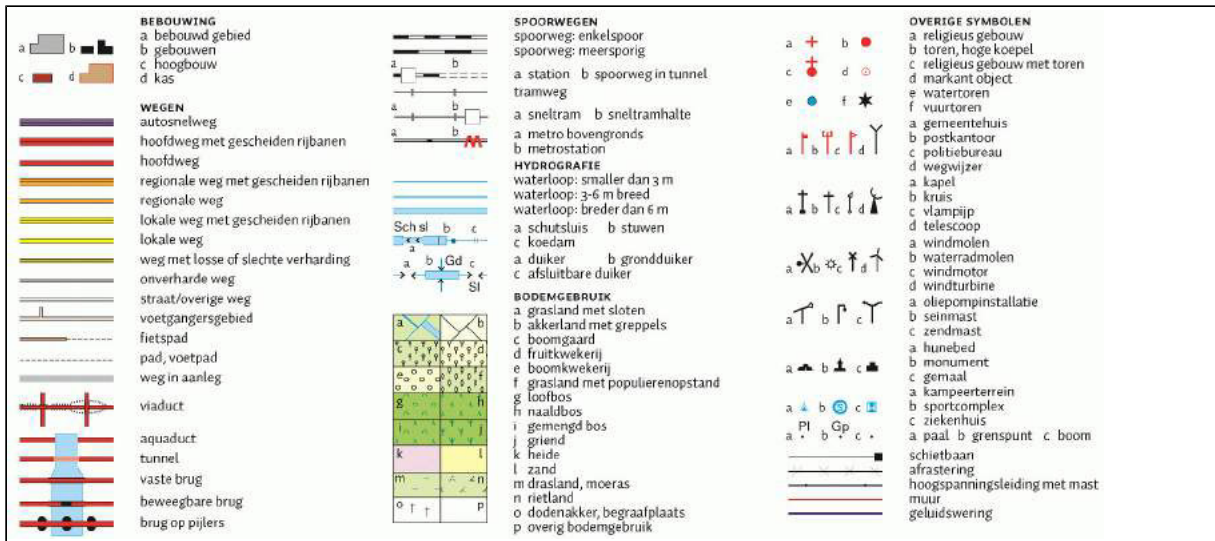 BEBOUWING
a bebouwd gebied
b gebouwen
c hoogbouw
d kas
a b
c d
WEGEN
autosnelweg
hoofdweg met gescheiden rijbanen
hoofdweg
regionale weg met gescheiden rijbanen
regionale weg
lokale weg met gescheiden rijbanen
lokale weg
weg met losse of slechte verharding
onverharde weg
straat/overige weg
voetgangersgebied
fietspad
pad, voetpad
weg in aanleg
viaduct
aquaduct
tunnel
vaste brug
beweegbare brug
brug op pijlers
SPOORWEGEN
spoorweg: enkelspoor
spoorweg: meersporig
a b
a station b spoorweg in tunnel
tramweg
a b
a sneltram b sneltramhalte
a b
a metro bovengronds
b metrostation
HYDROGRAFIE
waterloop: smaller dan 3 m
waterloop: 3-6 m breed
waterloop: breder dan 6 m
Sch sl b c
a
a schutsluis b stuwen
c koedam
a b Gd c
Sl
a duiker b grondduiker
c afsluitbare duiker
BODEMGEBRUIK
a grasland met sloten
b akkerland met greppels
c boomgaard
d fruitkwekerij
e boomkwekerij
f grasland met populierenopstand
g loofbos
h naaldbos
i gemengd bos
j griend
k heide
l zand
m drasland, moeras
n rietland
o dodenakker, begraafplaats
p overig bodemgebruik
a b
c d
e f
g h
i j
k l
m n
o p
OVERIGE SYMBOLEN
a religieus gebouw
b toren, hoge koepel
c religieus gebouw met toren
d markant object
e watertoren
f vuurtoren
a b
c d
e f
a gemeentehuis
b postkantoor
c politiebureau
d wegwijzer
a b c d
a kapel
b kruis
c vlampijp
d telescoop
a b c d
a windmolen
b waterradmolen
c windmotor
d windturbine
a b c d
a oliepompinstallatie
b seinmast
c zendmast
a b c
a hunebed
b monument
c gemaal
a b c
a kampeerterrein
b sportcomplex
c ziekenhuis
a b S c
Pl Gp
a b c
a paal b grenspunt c boom
schietbaan
afrastering
hoogspanningsleiding met mast
muur
geluidswering